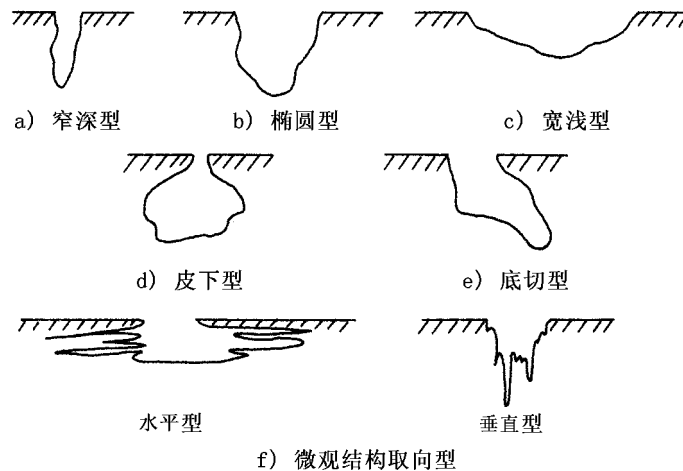 a) 窄深型 b) 椭圆型 c) 宽浅型
d) 皮下型 e) 底切型
水平型 垂直型
f) 微观结构取向型